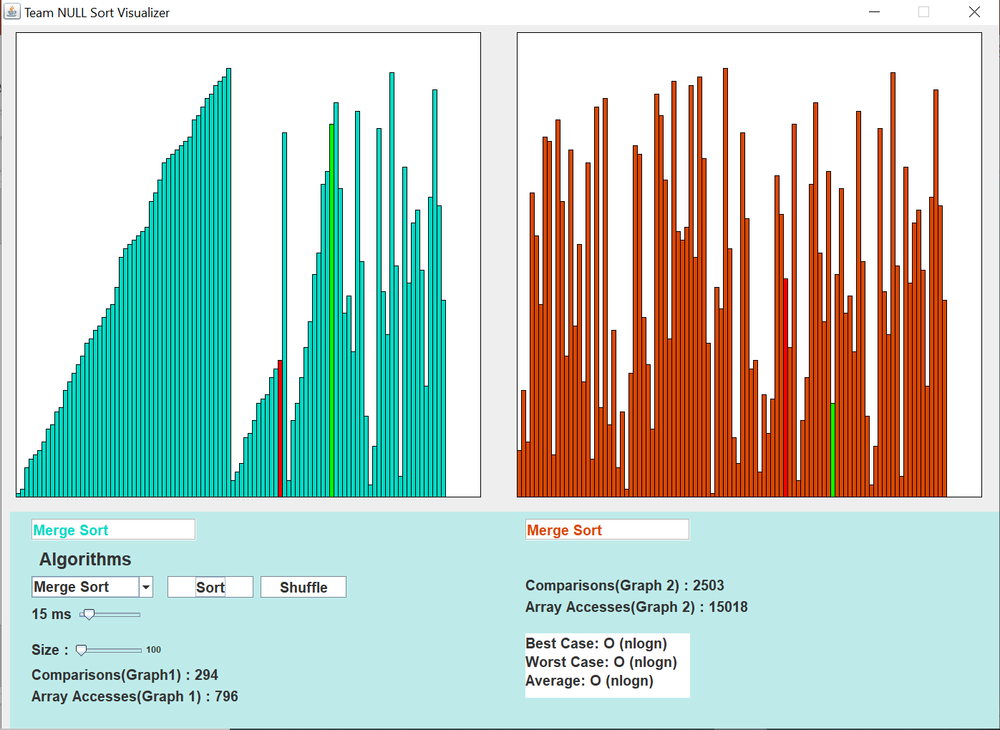 Team NULL Sort Visualizer
Merge Sort
Algorithms
Merge Sort
Sort
Shuffle
15 ms
Size : 100
Comparisons(Graph1) : 294
Array Accesses(Graph 1) : 796
Merge Sort
Comparisons(Graph 2) : 2503
Array Accesses(Graph 2) : 15018
Best Case: O (nlogn)
Worst Case: O (nlogn)
Average: O (nlogn)